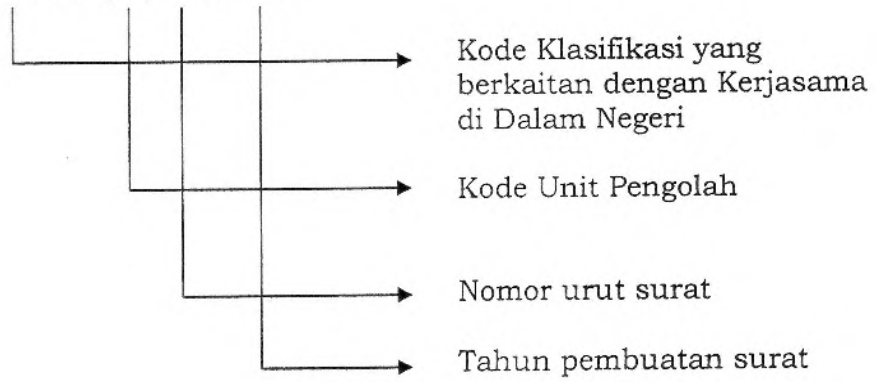 Kode Klasifikasi yang
berkaitan dengan Kerjasama
di Dalam Negeri
Kode Unit Pengolah
Nomor urut surat
Tahun pembuatan surat